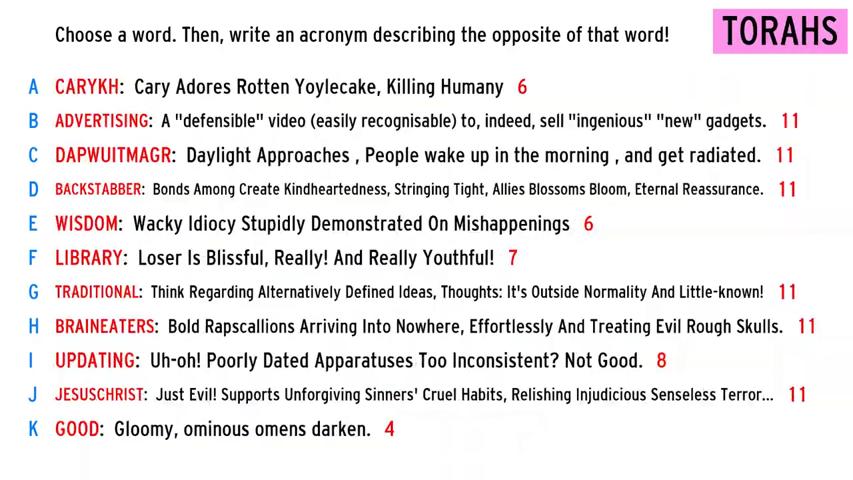 Choose a word. Then, write an acronym describing the opposite of that word!
TORAHS
A CARYKH: Cary Adores Rotten Yoylecake, Killing Humany 6
B ADVERTISING: A "defensible" video (easily recognisable) to, indeed, sell "ingenious" "new" gadgets. 11
C DAPWUITMAGR: Daylight Approaches , People wake up in the morning , and get radiated. 11
D BACKSTABBER: Bonds Among Create Kindheartedness, Stringing Tight, Allies Blossoms Bloom, Eternal Reassurance. 11
E WISDOM: Wacky Idiocy Stupidly Demonstrated On Mishappenings 6
F LIBRARY: Loser Is Blissful, Really! And Really Youthful! 7
G TRADITIONAL: Think Regarding Alternatively Defined Ideas, Thoughts: It's Outside Normality And Little-known! 11
H BRAINEATERS: Bold Rapscallions Arriving Into Nowhere, Effortlessly And Treating Evil Rough Skulls. 11
I UPDATING: Uh-oh! Poorly Dated Apparatuses Too Inconsistent? Not Good. 8
J JESUSCHRIST: Just Evil! Supports Unforgiving Sinners' Cruel Habits, Relishing Injudicious Senseless Terror... 11
K GOOD: Gloomy, ominous omens darken. 4